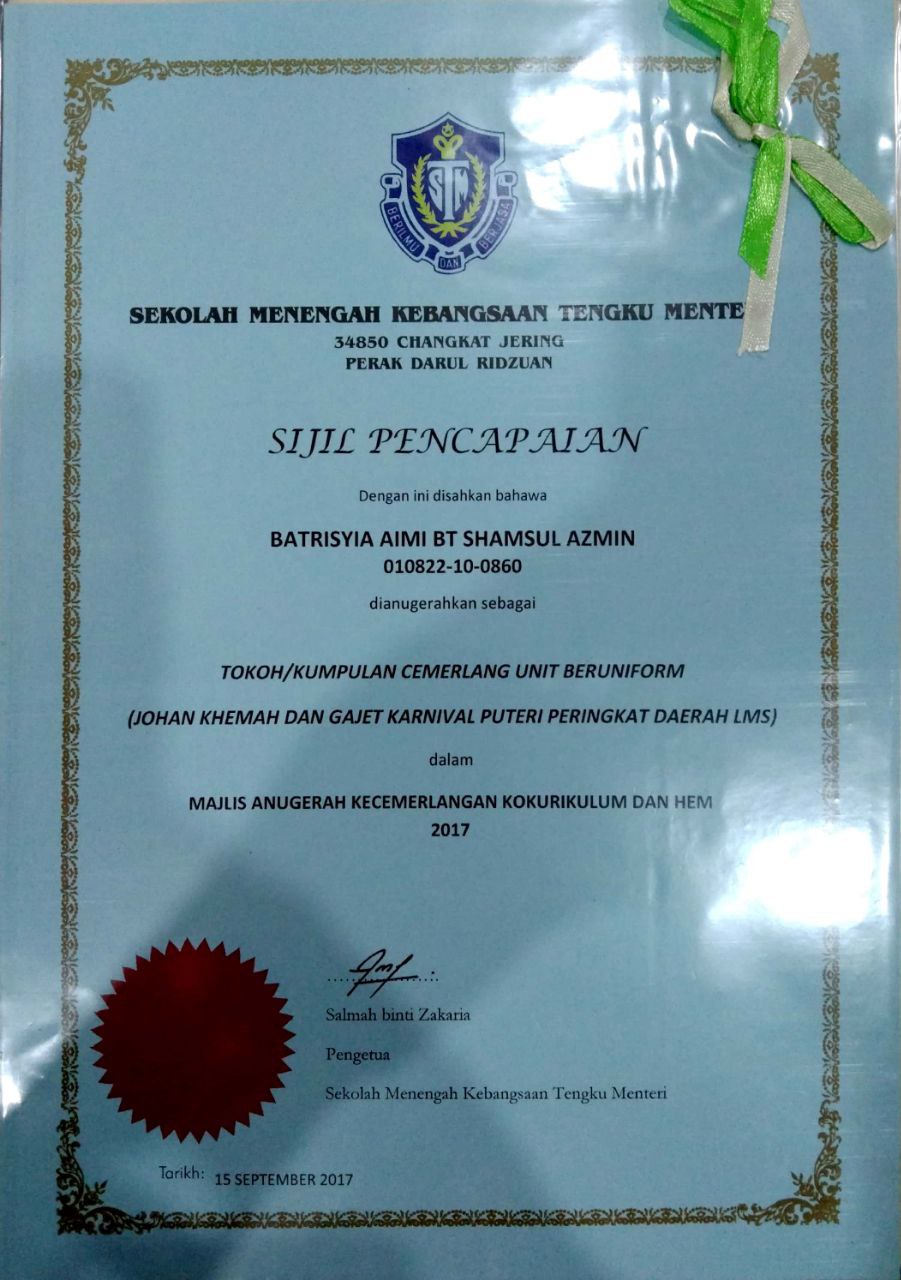 STM
BERILMU DAN BERJASA
SEKOLAH MENENGAH KEBANGSAAN TENGKU MENTE
34850 CHANGKAT JERING
PERAK DARUL RIDZUAN
SIJIL PENCAPAIAN
Dengan ini disahkan bahawa
BATRISYIA AIMI BT SHAMSUL AZMIN
010822-10-0860
dianugerahkan sebagai
TOKOH/KUMPULAN CEMERLANG UNIT BERUNIFORM
(JOHAN KHEMAH DAN GAJET KARNIVAL PUTERI PERINGKAT DAERAH LMS)
dalam
MAJLIS ANUGERAH KECEMERLANGAN KOKURIKULUM DAN HEM
2017
Salmah binti Zakaria
Pengetua
Sekolah Menengah Kebangsaan Tengku Menteri
Tarikh: 15 SEPTEMBER 2017